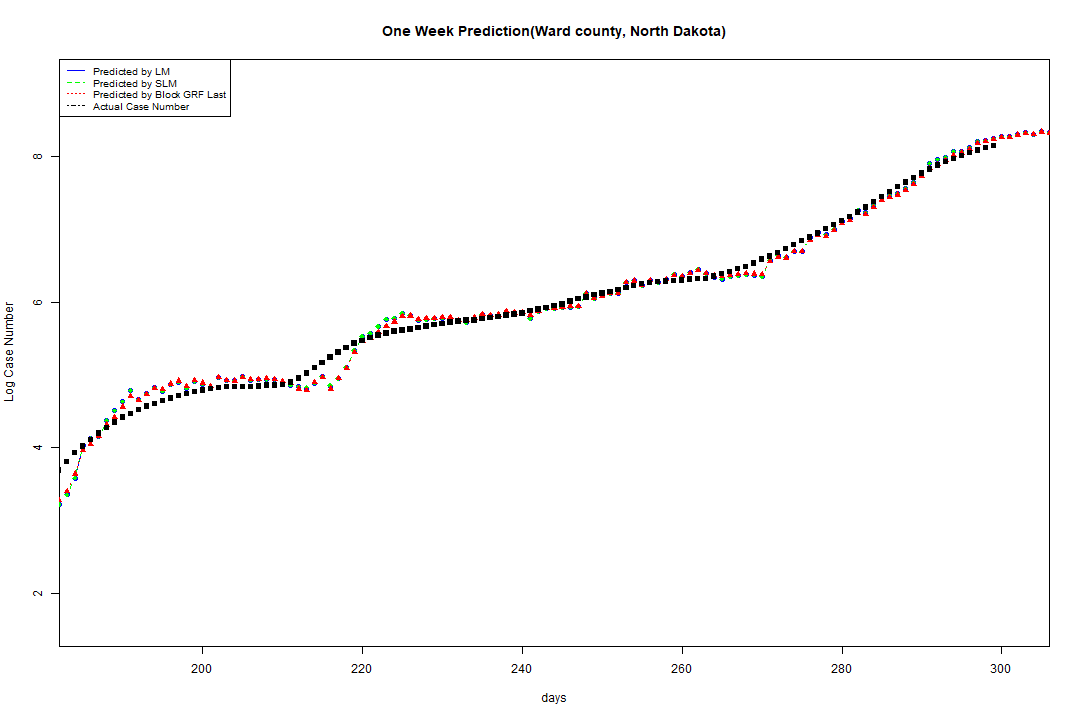 One Week Prediction(Ward county, North Dakota)
Predicted by LM
Predicted by SLM
Predicted by Block GRF Last
Actual Case Number
Log Case Number
8
6
4
2
200 220 240 260 280 300
days